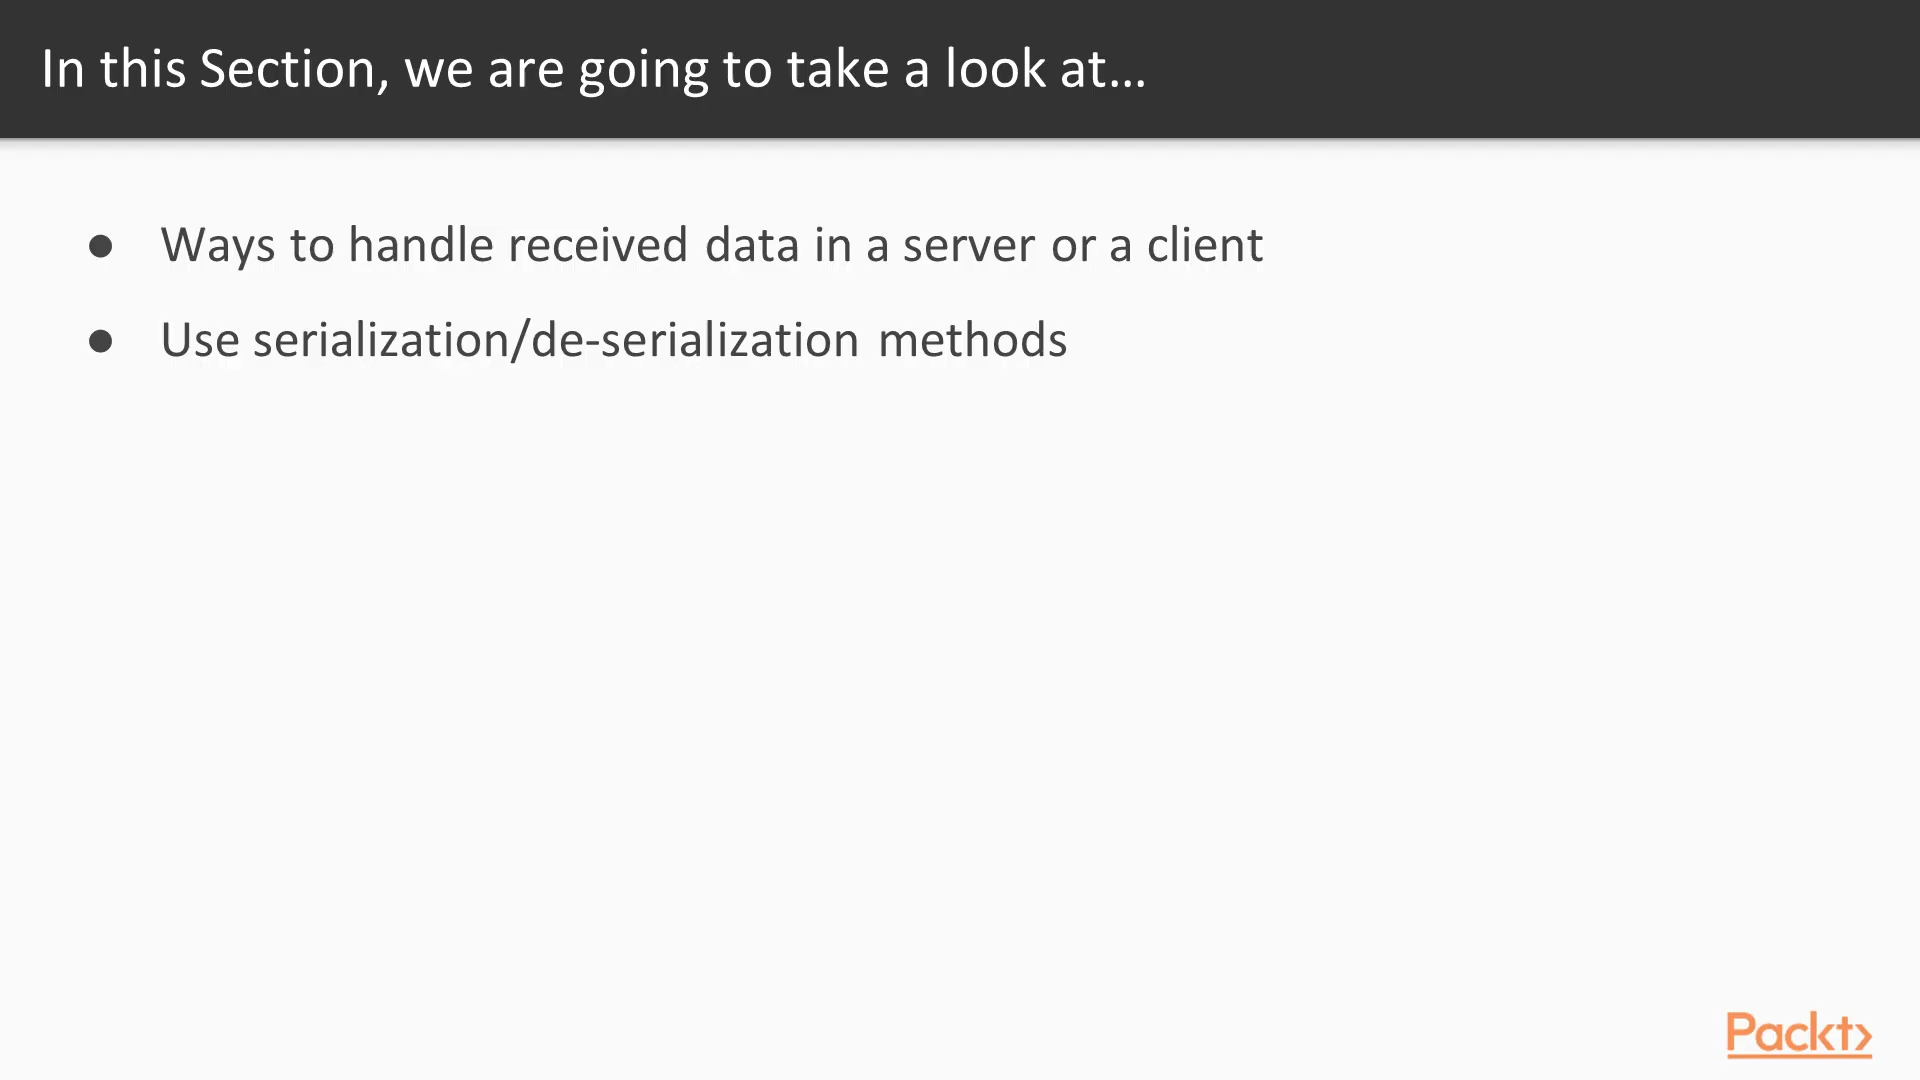 In this Section, we are going to take a look at…
● Ways to handle received data in a server or a client
● Use serialization/de-serialization methods
Packt>